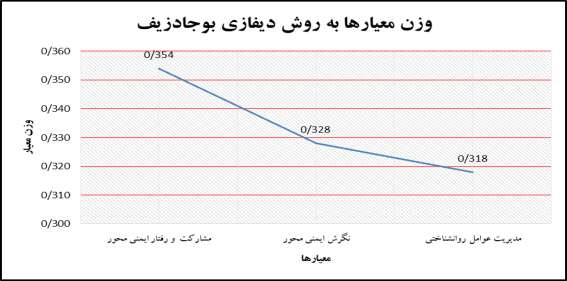 وزن معیارها به روش دیفازی بوجادزیف
0/360
0/350
0/340
0/330
0/320
0/310
0/300
0/354
0/328
0/318
وزن معیار
مشارکت و رفتار ایمنی محور
نگرش ایمنی محور
مدیریت عوامل روانشناختی
معیارها